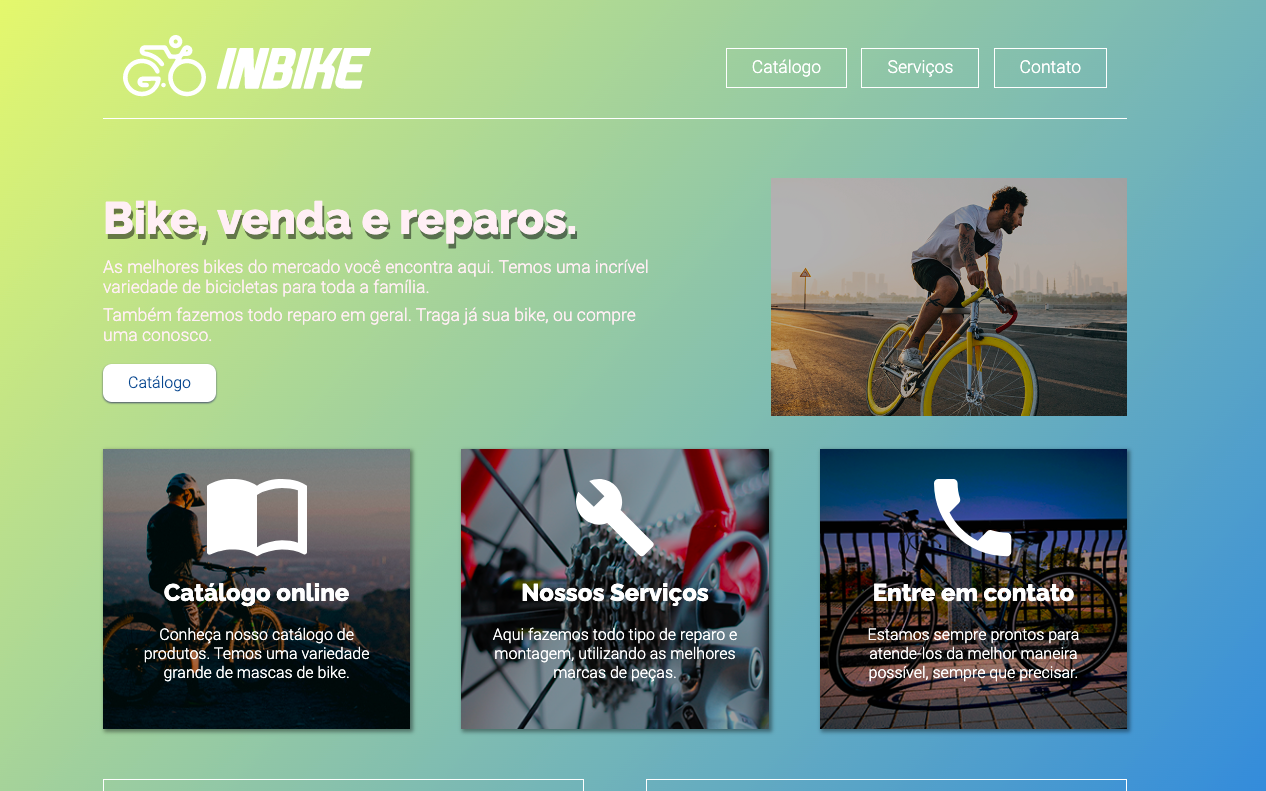 INBIKE
Catálogo
Serviços
Contato
Bike, venda e reparos.
As melhores bikes do mercado você encontra aqui. Temos uma incrível
variedade de bicicletas para toda a família.
Também fazemos todo reparo em geral. Traga já sua bike, ou compre
uma conosco.
Catálogo
Catálogo online
Conheça nosso catálogo de
produtos. Temos uma variedade
grande de mascas de bike.
Nossos Serviços
Aqui fazemos todo tipo de reparo e
montagem, utilizando as melhores
marcas de peças.
Entre em contato
Estamos sempre prontos para
atende-los da melhor maneira
possível, sempre que precisar.